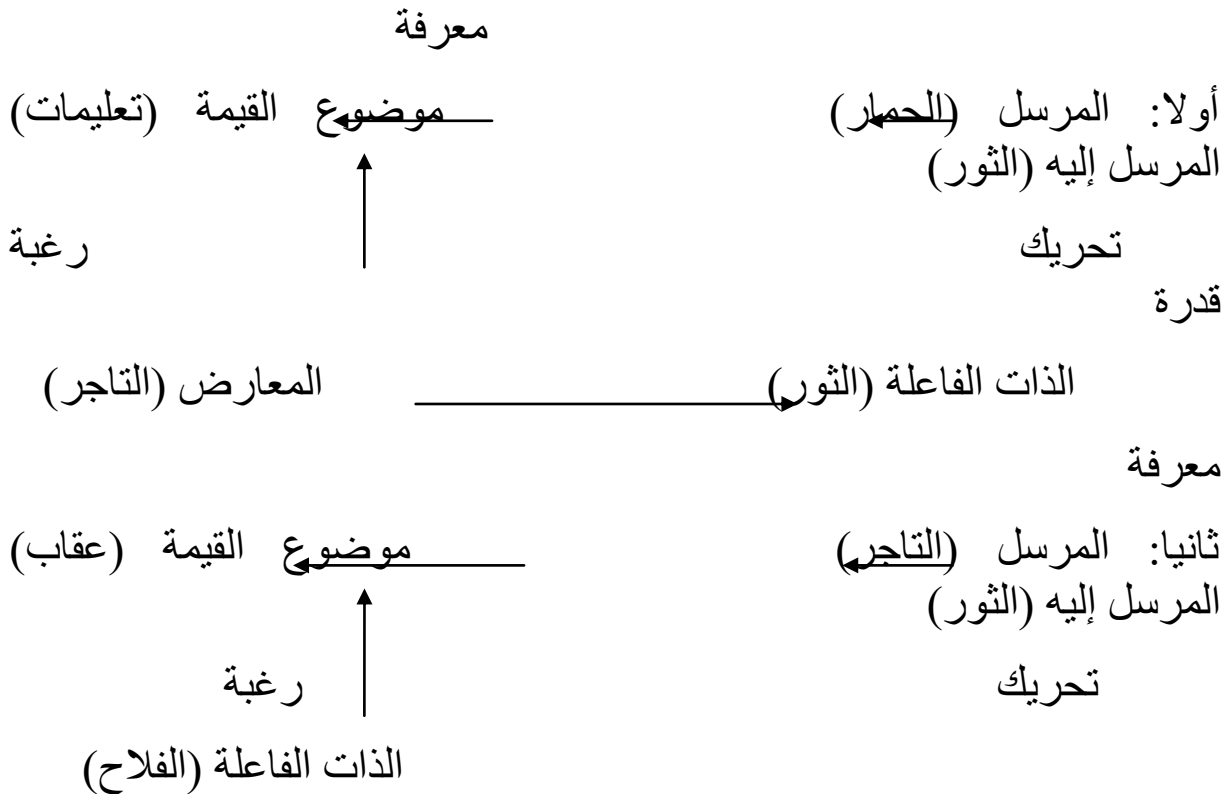 معرفة
أولا: المرسل (الحمار) موضوع القيمة (تعليمات)
المرسل إليه (الثور)
تحريك رغبة
قدرة
الذات الفاعلة (الثور) المعارض (التاجر)
معرفة
ثانيا: المرسل (التاجر) موضوع القيمة (عقاب)
المرسل إليه (الثور)
تحريك رغبة
الذات الفاعلة (الفلاح)